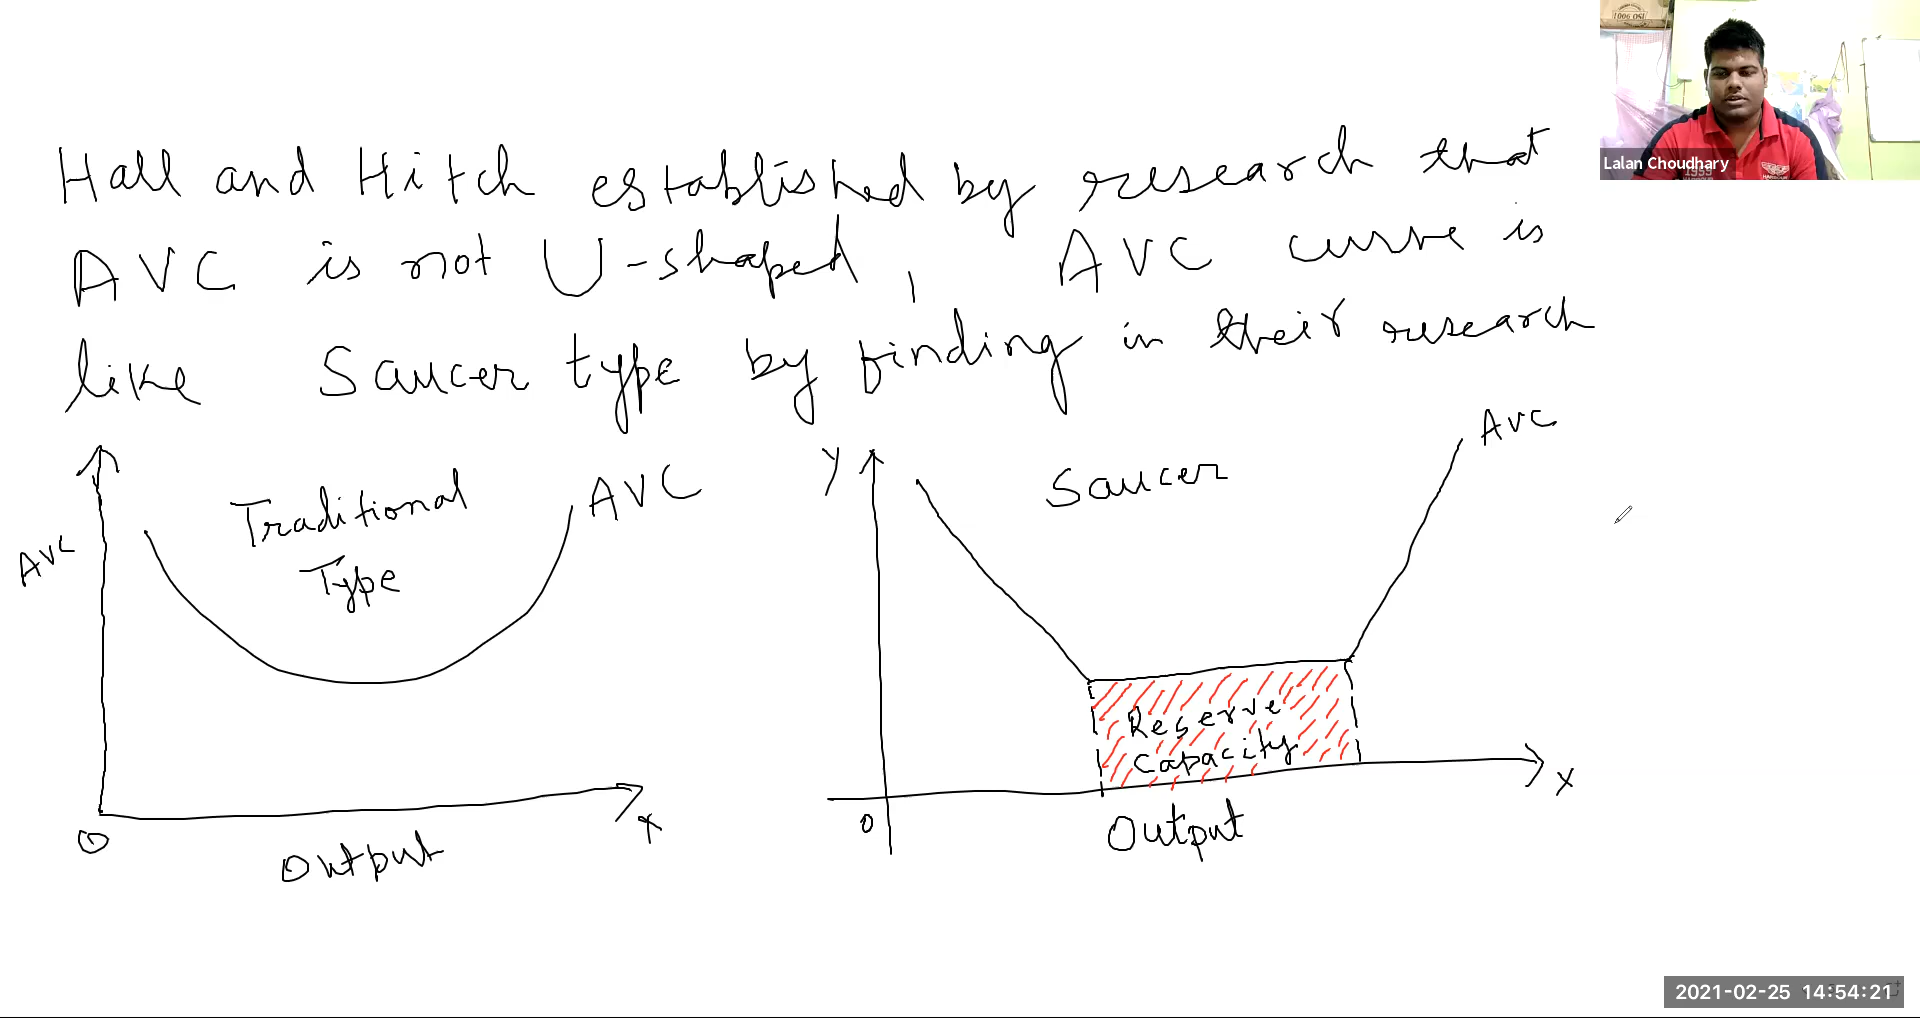 Hall and Hitch established by research that
AVC is not U-shaped, AVC curve is
like Saucer type by finding in their research
AVC
Traditional
Type
AVC
O
Output
X
Y
Saucer
AVC
Reserve
Capacity
O
Output
X
Lalan Choudhary
1959
2021-02-25 14:54:21